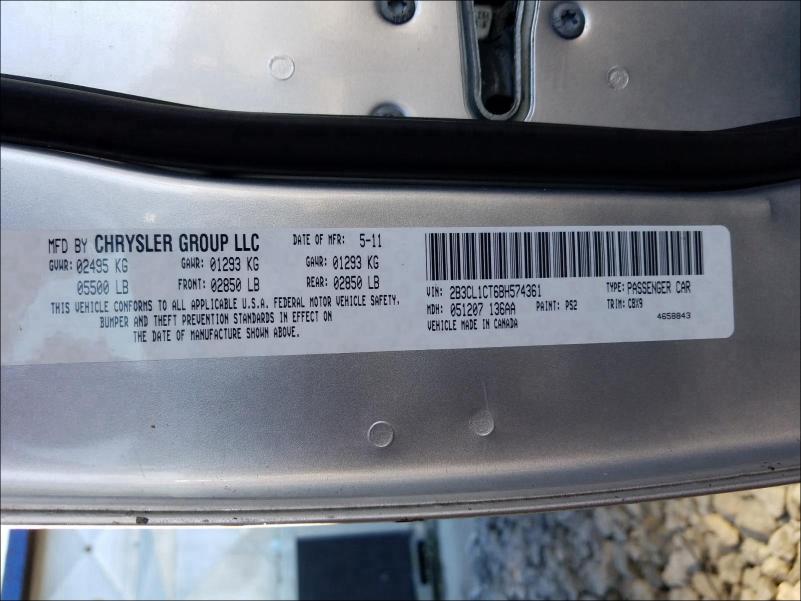 MFD BY CHRYSLER GROUP LLC DATE OF MFR: 5-11
GVWR: 02495 KG GAWR: 01293 KG GAWR: 01293 KG
05500 LB FRONT: 02850 LB REAR: 02850 LB
THIS VEHICLE CONFORMS TO ALL APPLICABLE U.S.A. FEDERAL MOTOR VEHICLE SAFETY,
BUMPER AND THEFT PREVENTION STANDARDS IN EFFECT ON
THE DATE OF MANUFACTURE SHOWN ABOVE.
VIN: 2B3CL1CT6BH574361 TYPE: PASSENGER CAR
MDH: 051207 136AA PAINT: PS2 TRIM: CBX9
VEHICLE MADE IN CANADA 4658843